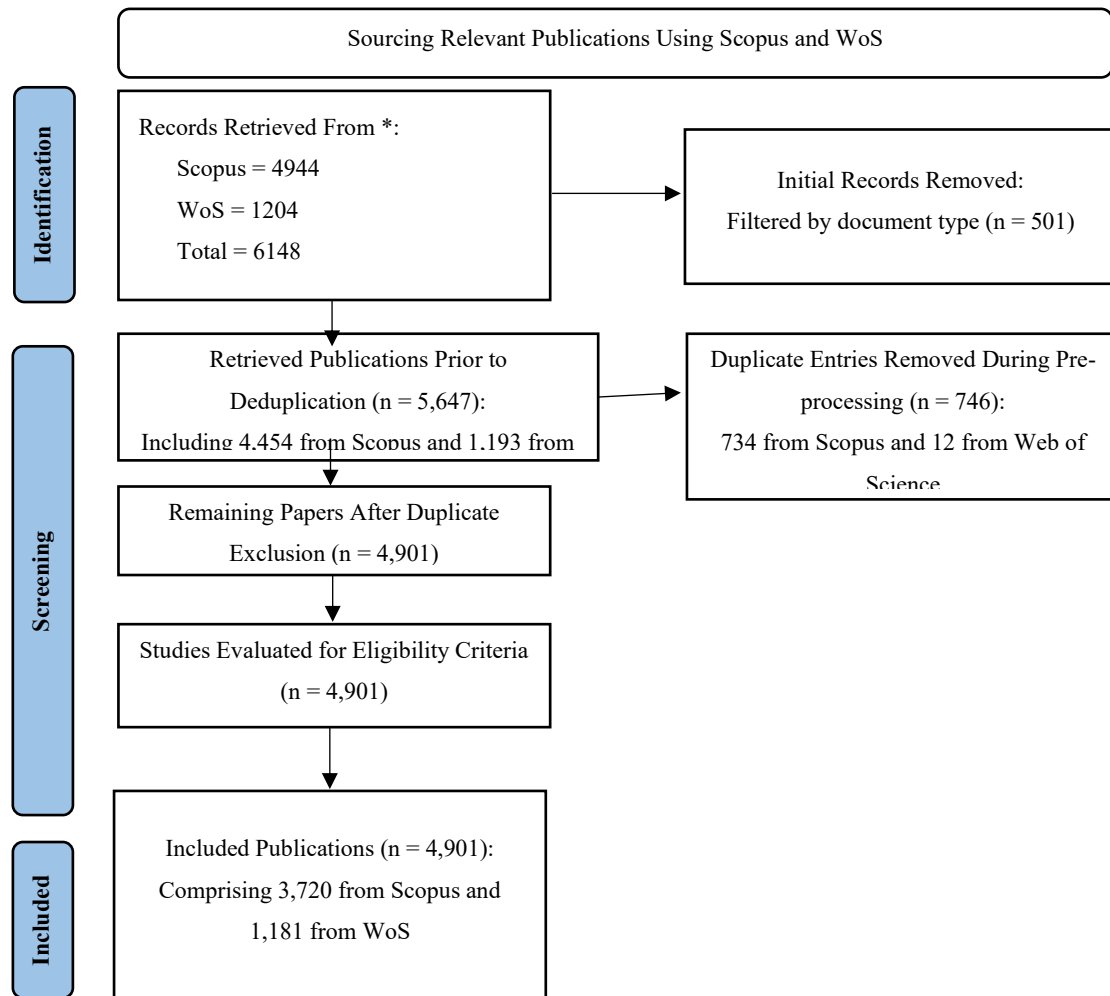 Sourcing Relevant Publications Using Scopus and WoS
Identification
Records Retrieved From *:
Scopus = 4944
WoS = 1204
Total = 6148
Initial Records Removed:
Filtered by document type (n = 501)
Screening
Retrieved Publications Prior to
Deduplication (n = 5,647):
Including 4,454 from Scopus and 1,193 from
Duplicate Entries Removed During Pre-
processing (n = 746):
734 from Scopus and 12 from Web of
Science
Remaining Papers After Duplicate
Exclusion (n = 4,901)
Studies Evaluated for Eligibility Criteria
(n = 4,901)
Included
Included Publications (n = 4,901):
Comprising 3,720 from Scopus and
1,181 from WoS